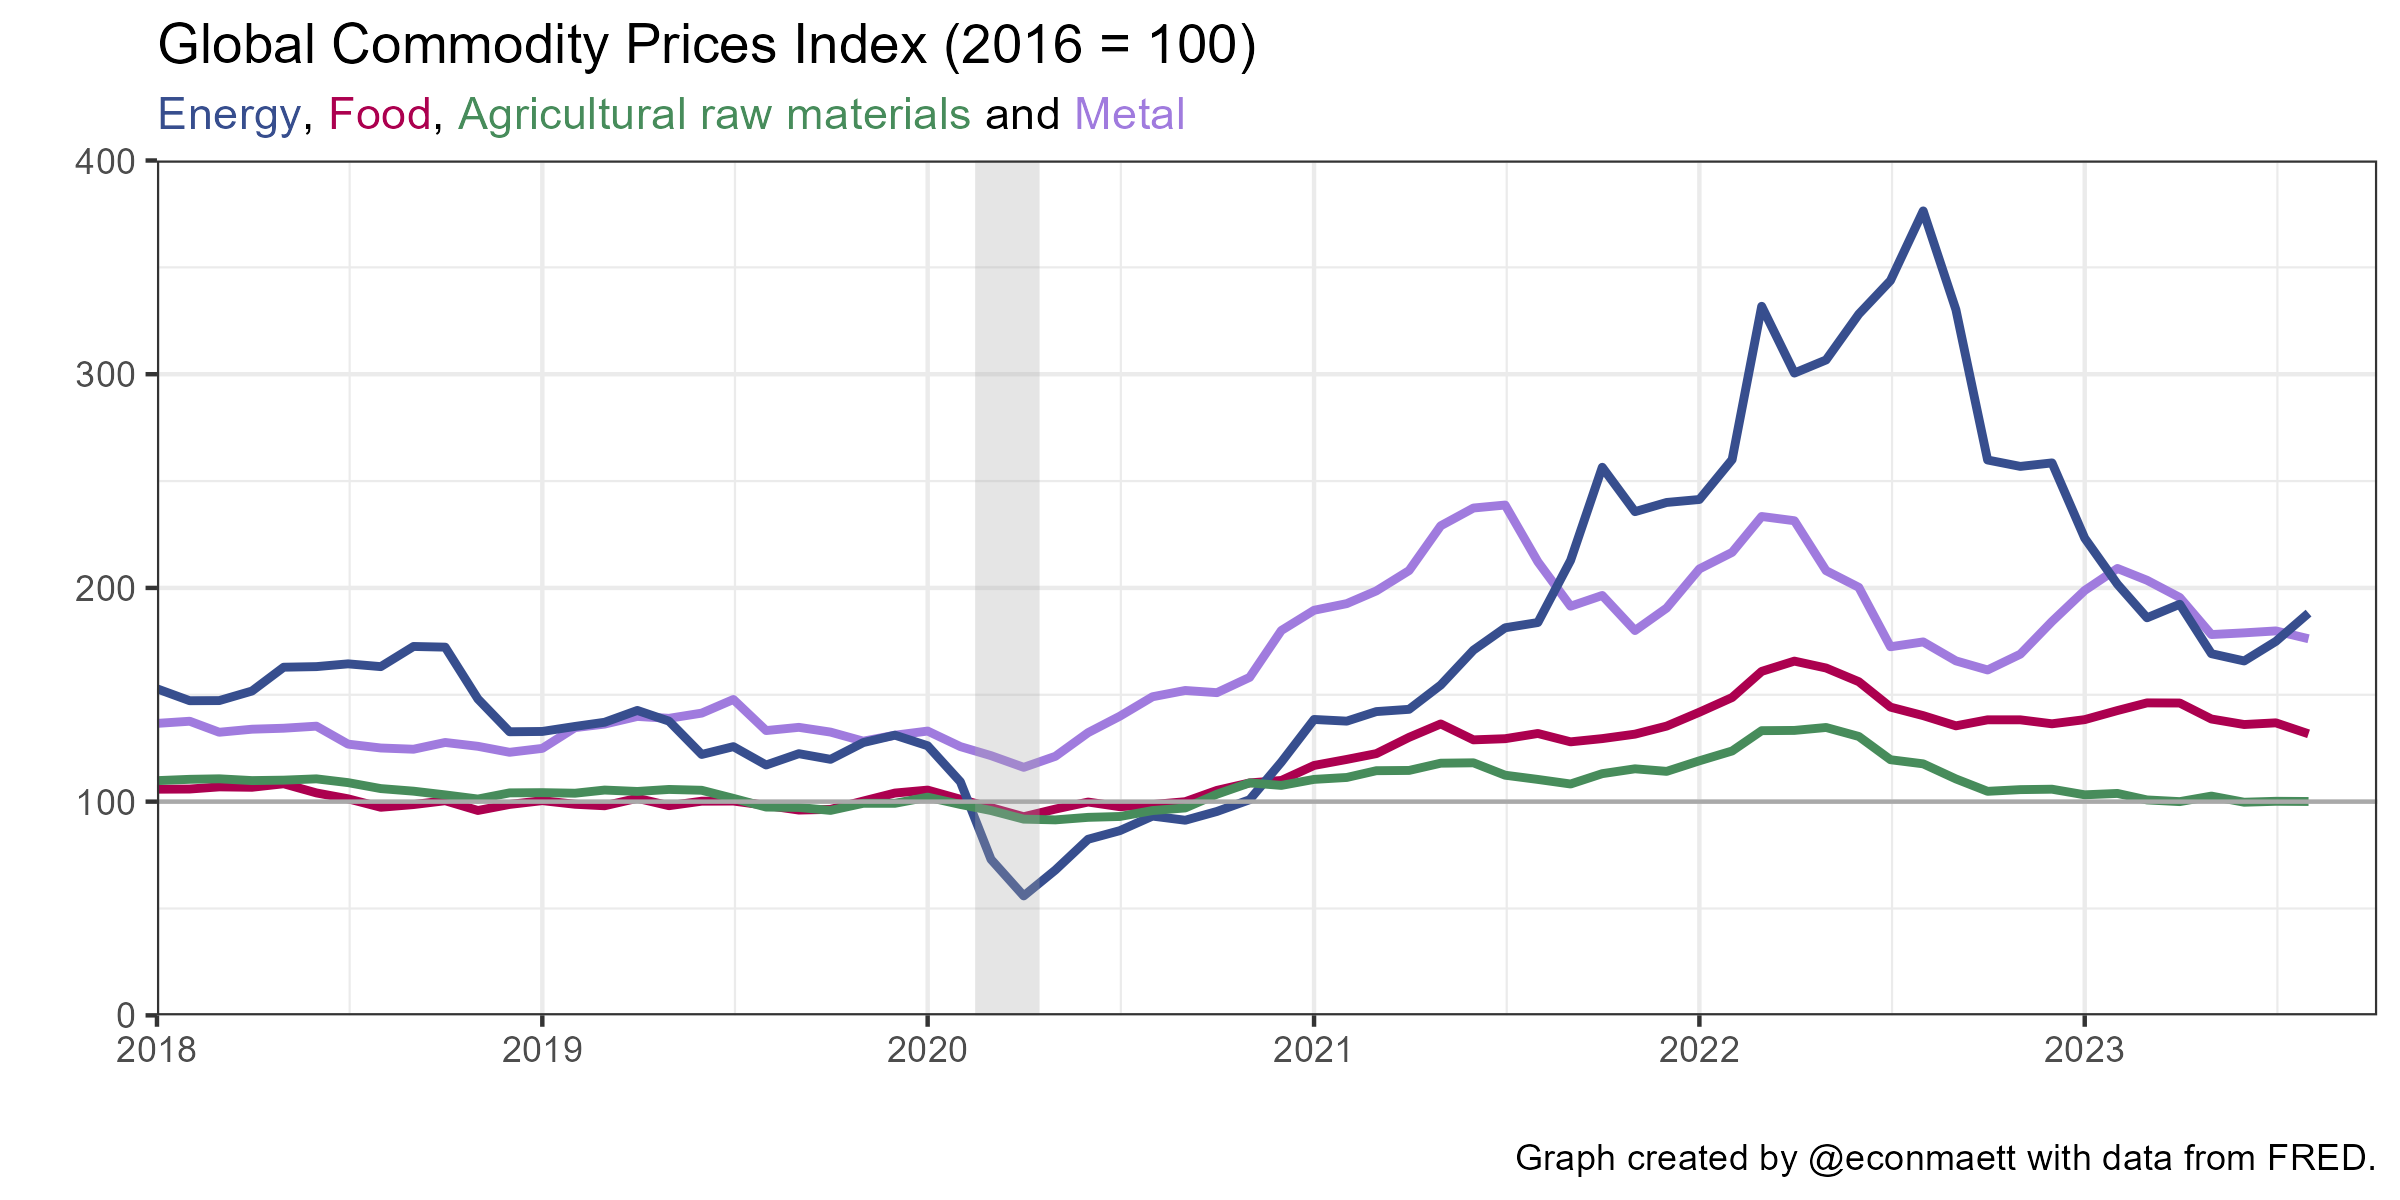 Global Commodity Prices Index (2016 = 100)
Energy, Food, Agricultural raw materials and Metal
400
300
200
100
0
2018 2019 2020 2021 2022 2023
Graph created by @econmaett with data from FRED.